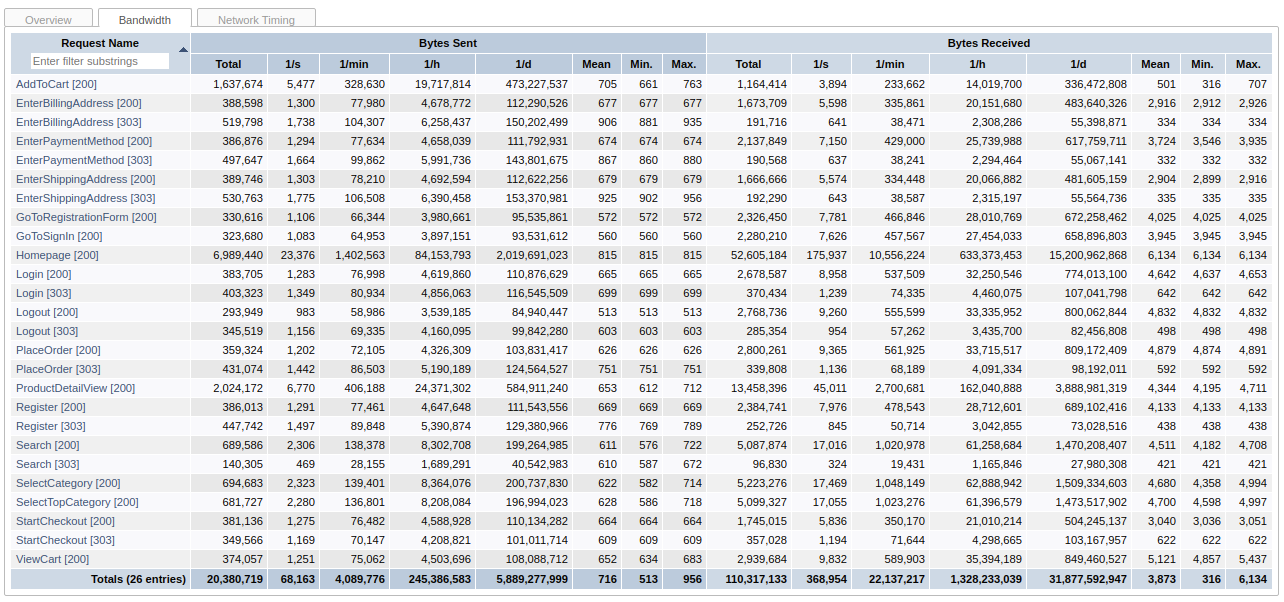 Overview Bandwidth Network Timing
Request Name Bytes Sent Bytes Received
Enter filter substrings Total 1/s 1/min 1/h 1/d Mean Min. Max. Total 1/s 1/min 1/h 1/d Mean Min. Max.
AddToCart [200] 1,637,674 5,477 328,630 19,717,814 473,227,537 705 661 763 1,164,414 3,894 233,662 14,019,700 336,472,808 501 316 707
EnterBillingAddress [200] 388,598 1,300 77,980 4,678,772 112,290,526 677 677 677 1,673,709 5,598 335,861 20,151,680 483,640,326 2,916 2,912 2,926
EnterBillingAddress [303] 519,798 1,738 104,307 6,258,437 150,202,499 906 881 935 191,716 641 38,471 2,308,286 55,398,871 334 334 334
EnterPaymentMethod [200] 386,876 1,294 77,634 4,658,039 111,792,931 674 674 674 2,137,849 7,150 429,000 25,739,988 617,759,711 3,724 3,546 3,935
EnterPaymentMethod [303] 497,647 1,664 99,862 5,991,736 143,801,675 867 860 880 190,568 637 38,241 2,294,464 55,067,141 332 332 332
EnterShippingAddress [200] 389,746 1,303 78,210 4,692,594 112,622,256 679 679 679 1,666,666 5,574 334,448 20,066,882 481,605,159 2,904 2,899 2,916
EnterShippingAddress [303] 530,763 1,775 106,508 6,390,458 153,370,981 925 902 956 192,290 643 38,587 2,315,197 55,564,736 335 335 335
GoToRegistrationForm [200] 330,616 1,106 66,344 3,980,661 95,535,861 572 572 572 2,326,450 7,781 466,846 28,010,769 672,258,462 4,025 4,025 4,025
GoToSignIn [200] 323,680 1,083 64,953 3,897,151 93,531,612 560 560 560 2,280,210 7,626 457,567 27,454,033 658,896,803 3,945 3,945 3,945
Homepage [200] 6,989,440 23,376 1,402,563 84,153,793 2,019,691,023 815 815 815 52,605,184 175,937 10,556,224 633,373,453 15,200,962,868 6,134 6,134 6,134
Login [200] 383,705 1,283 76,998 4,619,860 110,876,629 665 665 665 2,678,587 8,958 537,509 32,250,546 774,013,100 4,642 4,637 4,653
Login [303] 403,323 1,349 80,934 4,856,063 116,545,509 699 699 699 370,434 1,239 74,335 4,460,075 107,041,798 642 642 642
Logout [200] 293,949 983 58,986 3,539,185 84,940,447 513 513 513 2,768,736 9,260 555,599 33,335,952 800,062,844 4,832 4,832 4,832
Logout [303] 345,519 1,156 69,335 4,160,095 99,842,280 603 603 603 285,354 954 57,262 3,435,700 82,456,808 498 498 498
PlaceOrder [200] 359,324 1,202 72,105 4,326,309 103,831,417 626 626 626 2,800,261 9,365 561,925 33,715,517 809,172,409 4,879 4,874 4,891
PlaceOrder [303] 431,074 1,442 86,503 5,190,189 124,564,527 751 751 751 339,808 1,136 68,189 4,091,334 98,192,011 592 592 592
ProductDetailView [200] 2,024,172 6,770 406,188 24,371,302 584,911,240 653 612 712 13,458,396 45,011 2,700,681 162,040,888 3,888,981,319 4,344 4,195 4,711
Register [200] 386,013 1,291 77,461 4,647,648 111,543,556 669 669 669 2,384,741 7,976 478,543 28,712,601 689,102,416 4,133 4,133 4,133
Register [303] 447,742 1,497 89,848 5,390,874 129,380,966 776 769 789 252,726 845 50,714 3,042,855 73,028,516 438 438 438
Search [200] 689,586 2,306 138,378 8,302,708 199,264,985 611 576 722 5,087,874 17,016 1,020,978 61,258,684 1,470,208,407 4,511 4,182 4,708
Search [303] 140,305 469 28,155 1,689,291 40,542,983 610 587 672 96,830 324 19,431 1,165,846 27,980,308 421 421 421
SelectCategory [200] 694,683 2,323 139,401 8,364,076 200,737,830 622 582 714 5,223,276 17,469 1,048,149 62,888,942 1,509,334,603 4,680 4,358 4,994
SelectTopCategory [200] 681,727 2,280 136,801 8,208,084 196,994,023 628 586 718 5,099,327 17,055 1,023,276 61,396,579 1,473,517,902 4,700 4,598 4,997
StartCheckout [200] 381,136 1,275 76,482 4,588,928 110,134,282 664 664 664 1,745,015 5,836 350,170 21,010,214 504,245,137 3,040 3,036 3,051
StartCheckout [303] 349,566 1,169 70,147 4,208,821 101,011,714 609 609 609 357,028 1,194 71,644 4,298,665 103,167,957 622 622 622
ViewCart [200] 374,057 1,251 75,062 4,503,696 108,088,712 652 634 683 2,939,684 9,832 589,903 35,394,189 849,460,527 5,121 4,857 5,437
Totals (26 entries) 20,380,719 68,163 4,089,776 245,386,583 5,889,277,999 716 513 956 110,317,133 368,954 22,137,217 1,328,233,039 31,877,592,947 3,873 316 6,134